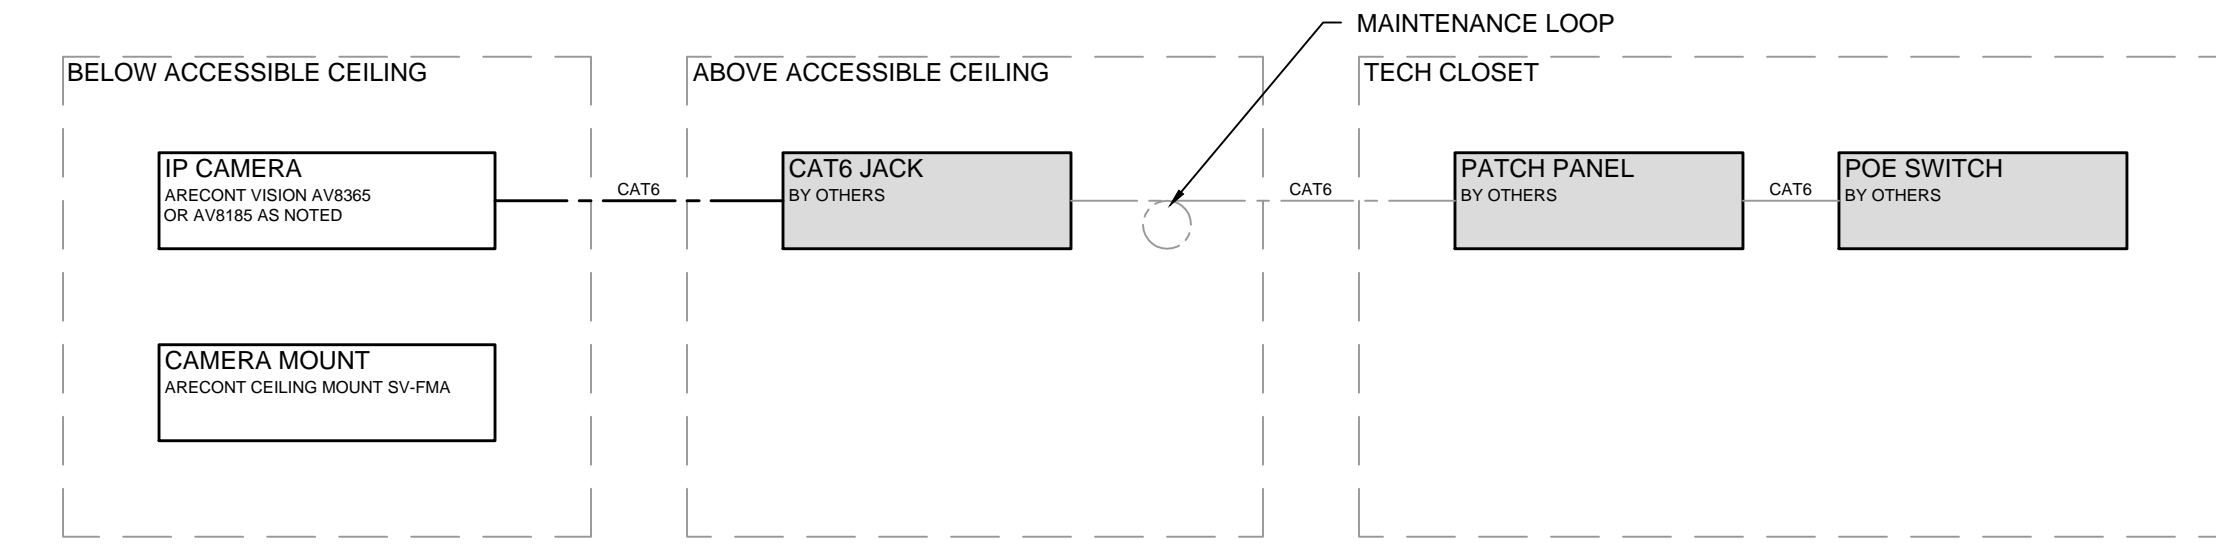 MAINTENANCE LOOP
BELOW ACCESSIBLE CEILING
ABOVE ACCESSIBLE CEILING
TECH CLOSET
IP CAMERA
ARECONT VISION AV8365
OR AV8185 AS NOTED
CAT6
CAT6 JACK
BY OTHERS
CAT6
PATCH PANEL
BY OTHERS
CAT6
POE SWITCH
BY OTHERS
CAMERA MOUNT
ARECONT CEILING MOUNT SV-FMA